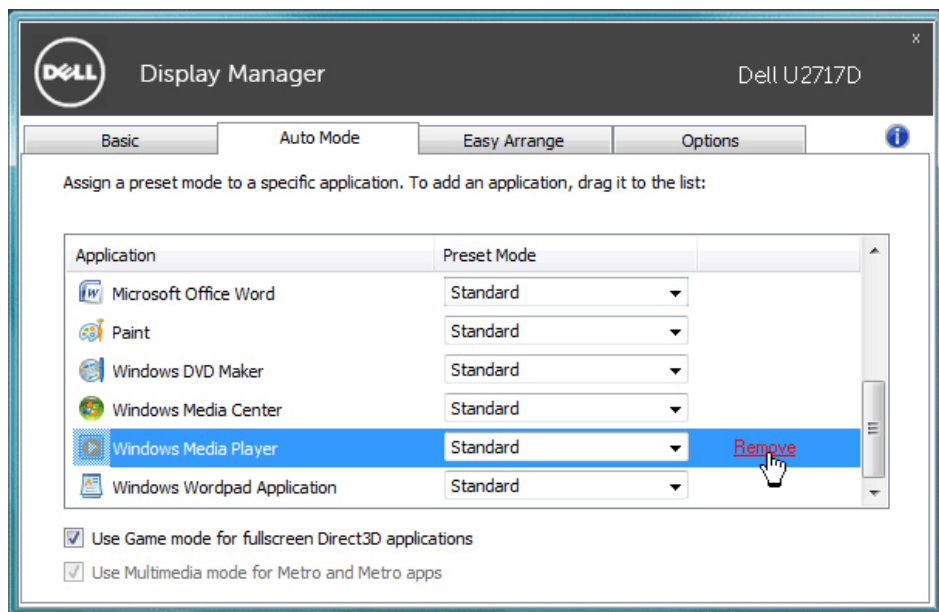 x
DELL Display Manager Dell U2717D
Basic Auto Mode Easy Arrange Options i
Assign a preset mode to a specific application. To add an application, drag it to the list:
Application Preset Mode
Microsoft Office Word Standard
Paint Standard
Windows DVD Maker Standard
Windows Media Center Standard
Windows Media Player Standard Remove
Windows Wordpad Application Standard
Use Game mode for fullscreen Direct3D applications
Use Multimedia mode for Metro and Metro apps